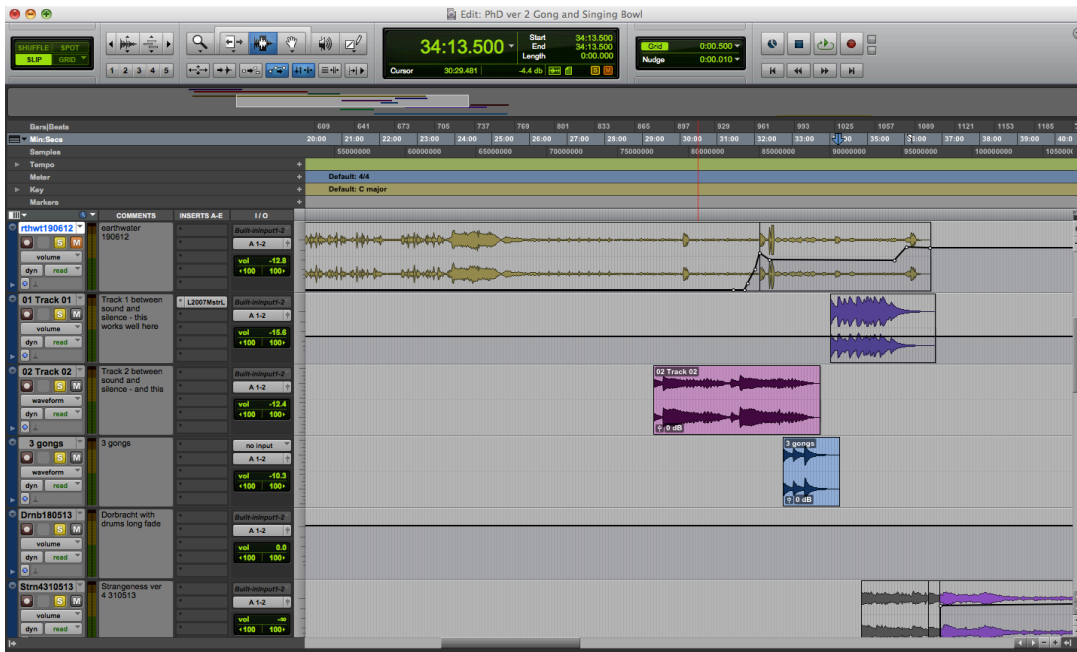 Edit: PhD ver 2 Gong and Singing Bowl
SHUFFLE SPOT
SLIP GRID
1 2 3 4 5
34:13.500
Start 34:13.500
End 34:13.500
Length 0:00.000
Cursor 30:29.481 -4.4 db S M
Grid 0:00.500
Nudge 0:00.010
Bars|Beats 609 641 673 705 737 769 801 833 865 897 929 961 993 1025 1057 1089 1121 1153 1185
Min:Secs 20:00 21:00 22:00 23:00 24:00 25:00 26:00 27:00 28:00 29:00 30:00 31:00 32:00 33:00 35:00 37:00 38:00 39:00 40:0
Samples 55000000 60000000 65000000 70000000 75000000 80000000 85000000 90000000 95000000 100000000 1050000
Tempo
Meter Default: 4/4
Key Default: C major
Markers
COMMENTS INSERTS A-E I / O
rthwt190612
S M
volume
dyn read
earthwater
190612
Built-ininput1-2
A 1-2
vol -12.8
100 100
01 Track 01
S M
volume
dyn read
Track 1 between
sound and
silence - this
works well here
L2007MstrL
Built-ininput1-2
A 1-2
vol -15.6
100 100
02 Track 02
S M
waveform
dyn read
Track 2 between
sound and
silence - and this
Built-ininput1-2
A 1-2
vol -12.4
100 100
02 Track 02
0 dB
3 gongs
S M
waveform
dyn read
3 gongs
no input
A 1-2
vol -10.3
100 100
3 gongs
0 dB
Drnb180513
S M
volume
dyn read
Dorbracht with
drums long fade
Built-ininput1-2
A 1-2
vol 0.0
100 100
Strn4310513
S M
volume
dyn read
Strangeness ver
4 310513
Built-ininput1-2
A 1-2
vol -∞
100 100